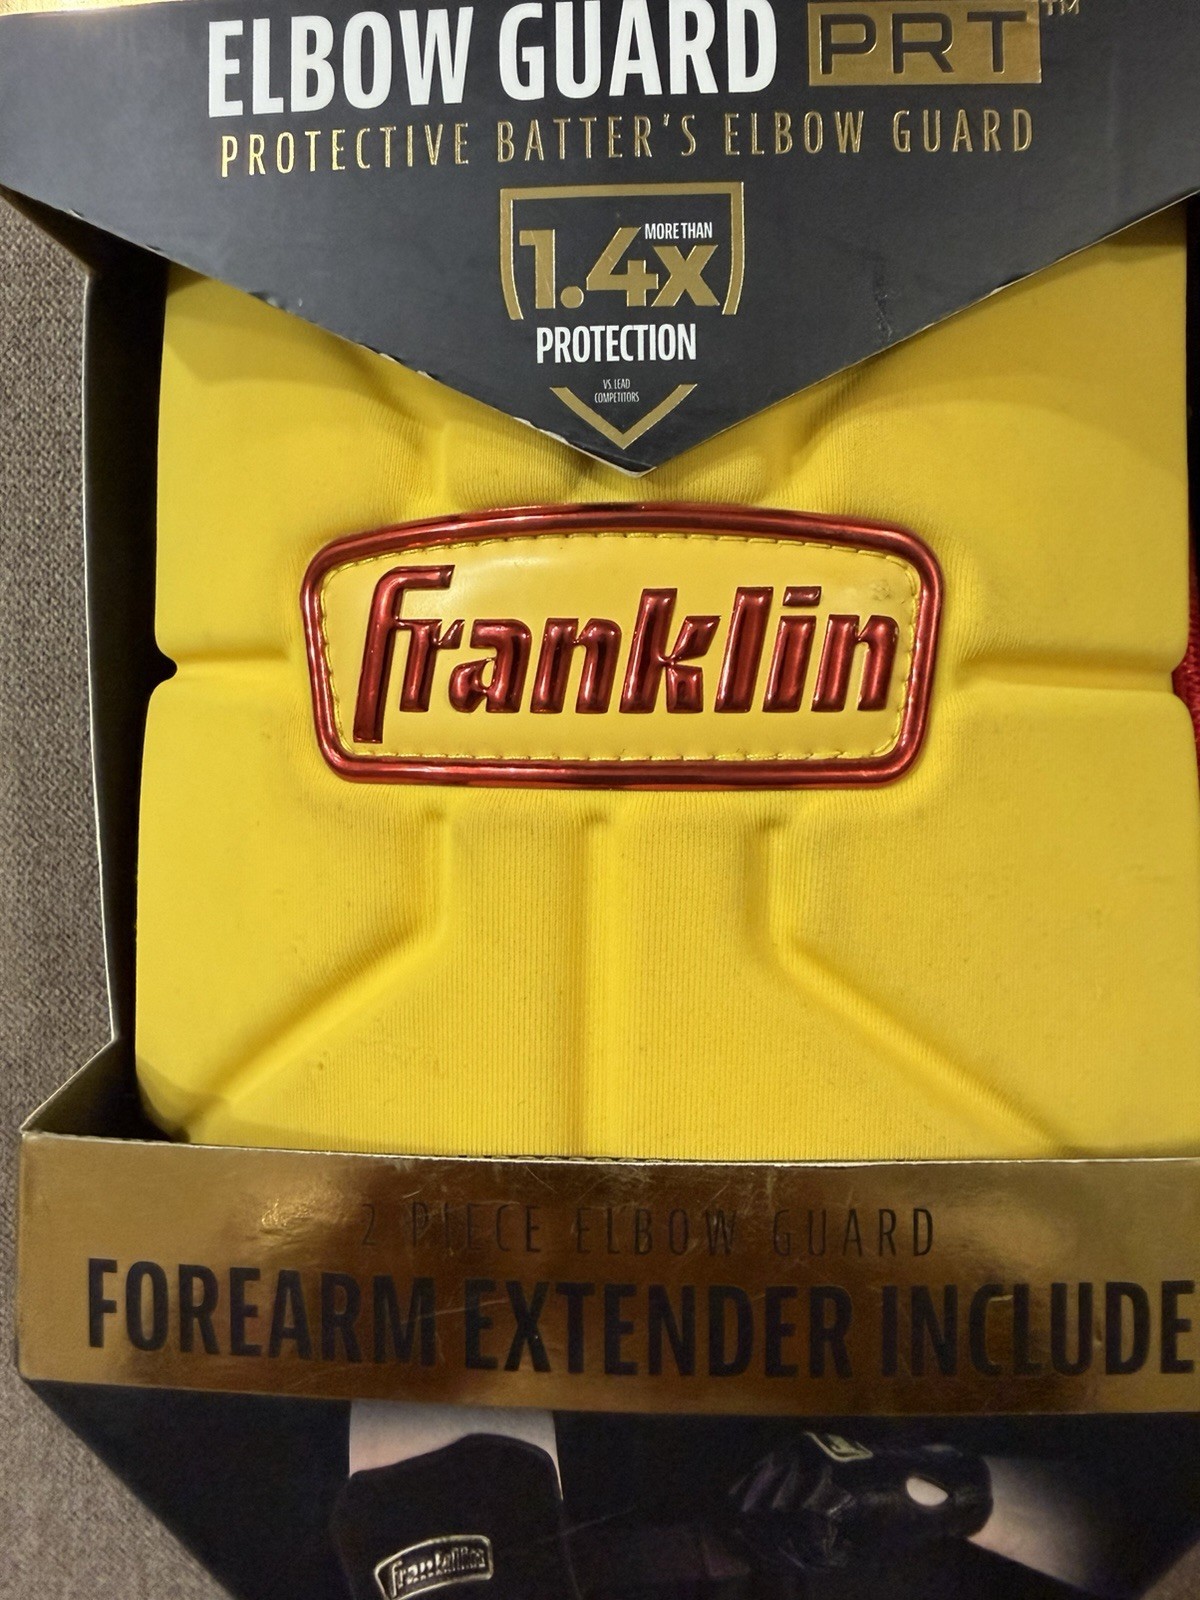 ELBOW GUARD PRT™
PROTECTIVE BATTER'S ELBOW GUARD
MORE THAN
1.4x
PROTECTION
VS. LEAD
COMPETITORS
franklin
2 PIECE ELBOW GUARD
FOREARM EXTENDER INCLUDE
franklin